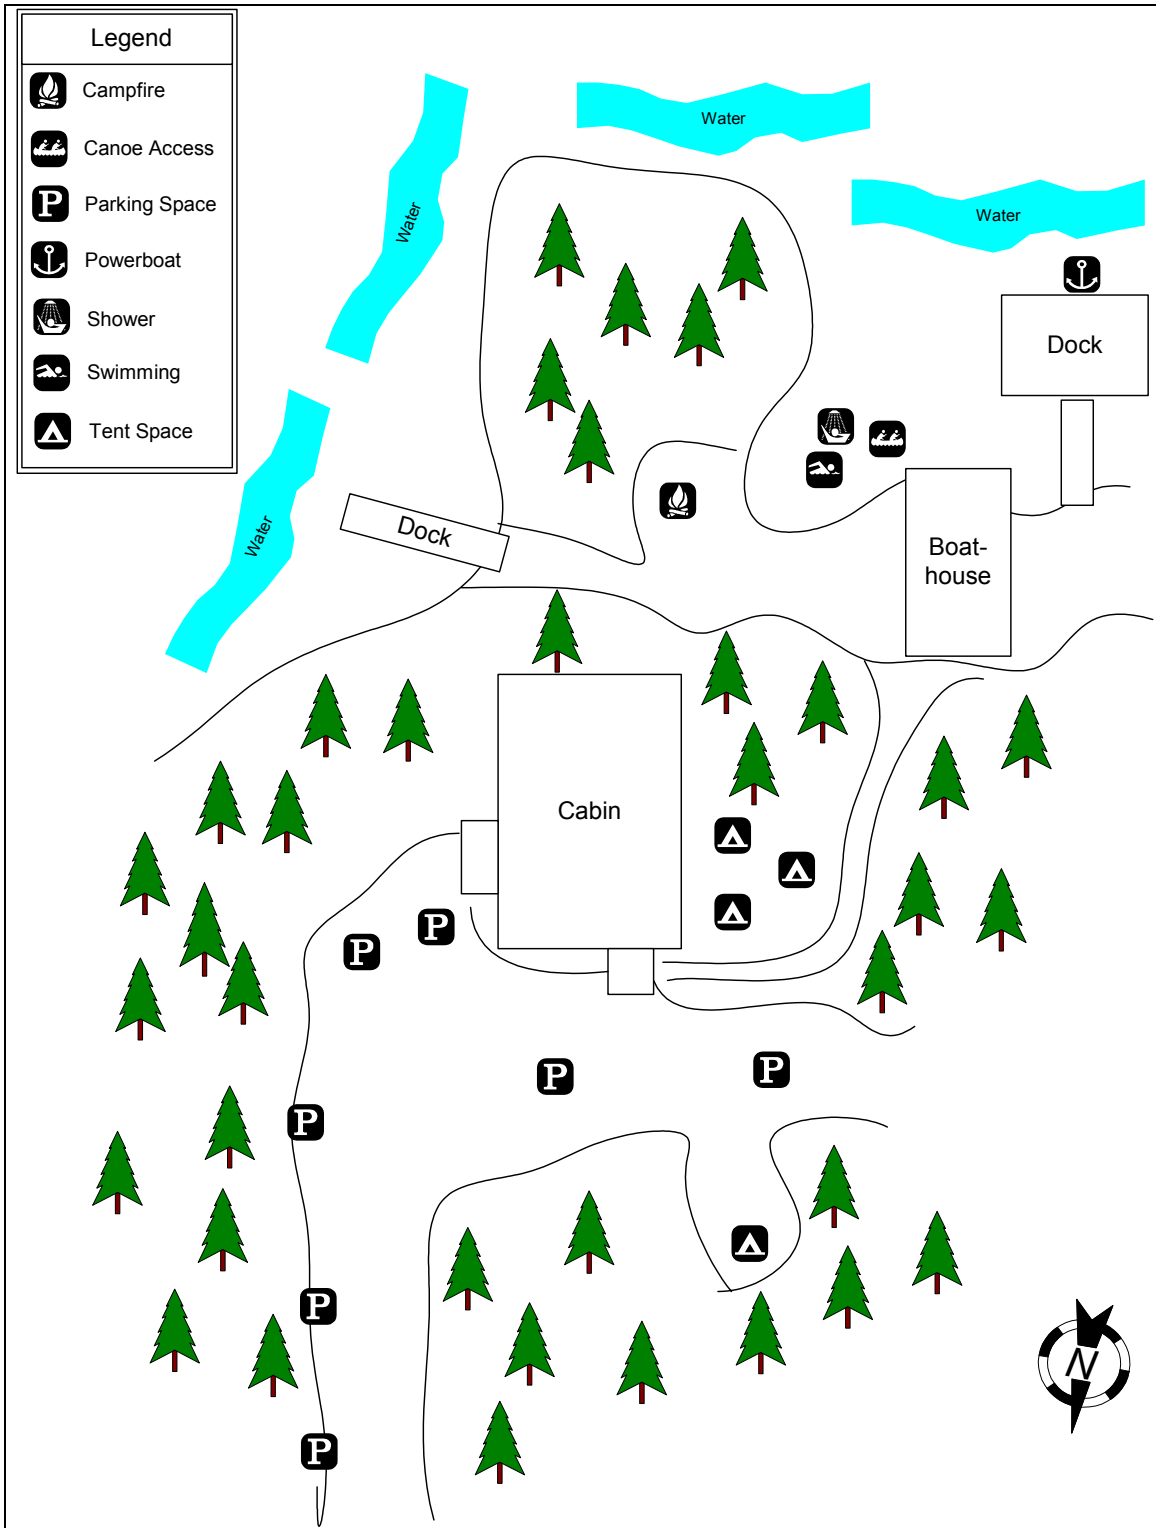 Legend
Campfire
Canoe Access
P Parking Space
Powerboat
Shower
Swimming
Tent Space
Water
Water
Water
Water
Dock
Dock
Boat-
house
Cabin
P
P
P
P
P
P
P
N